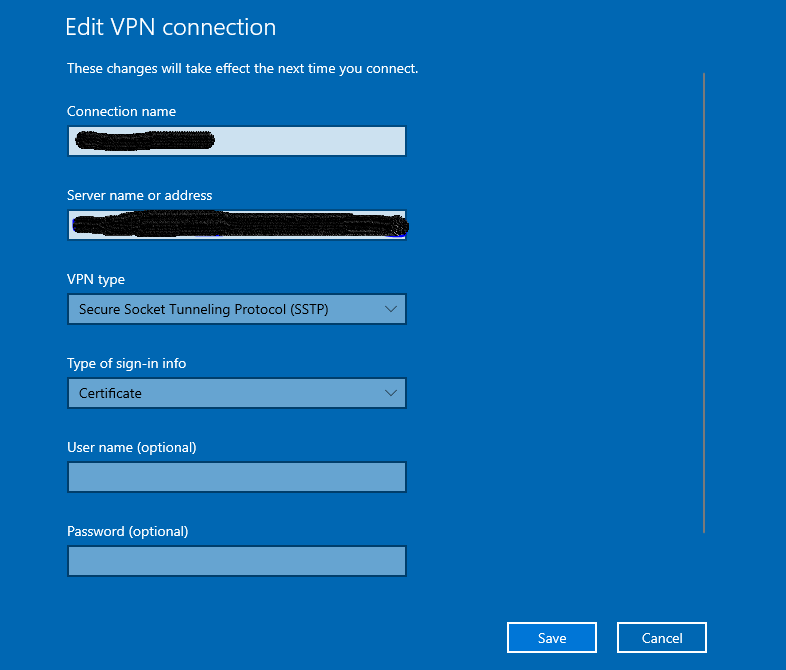 Edit VPN connection
These changes will take effect the next time you connect.
Connection name
Server name or address
VPN type
Secure Socket Tunneling Protocol (SSTP)
Type of sign-in info
Certificate
User name (optional)
Password (optional)
Save Cancel